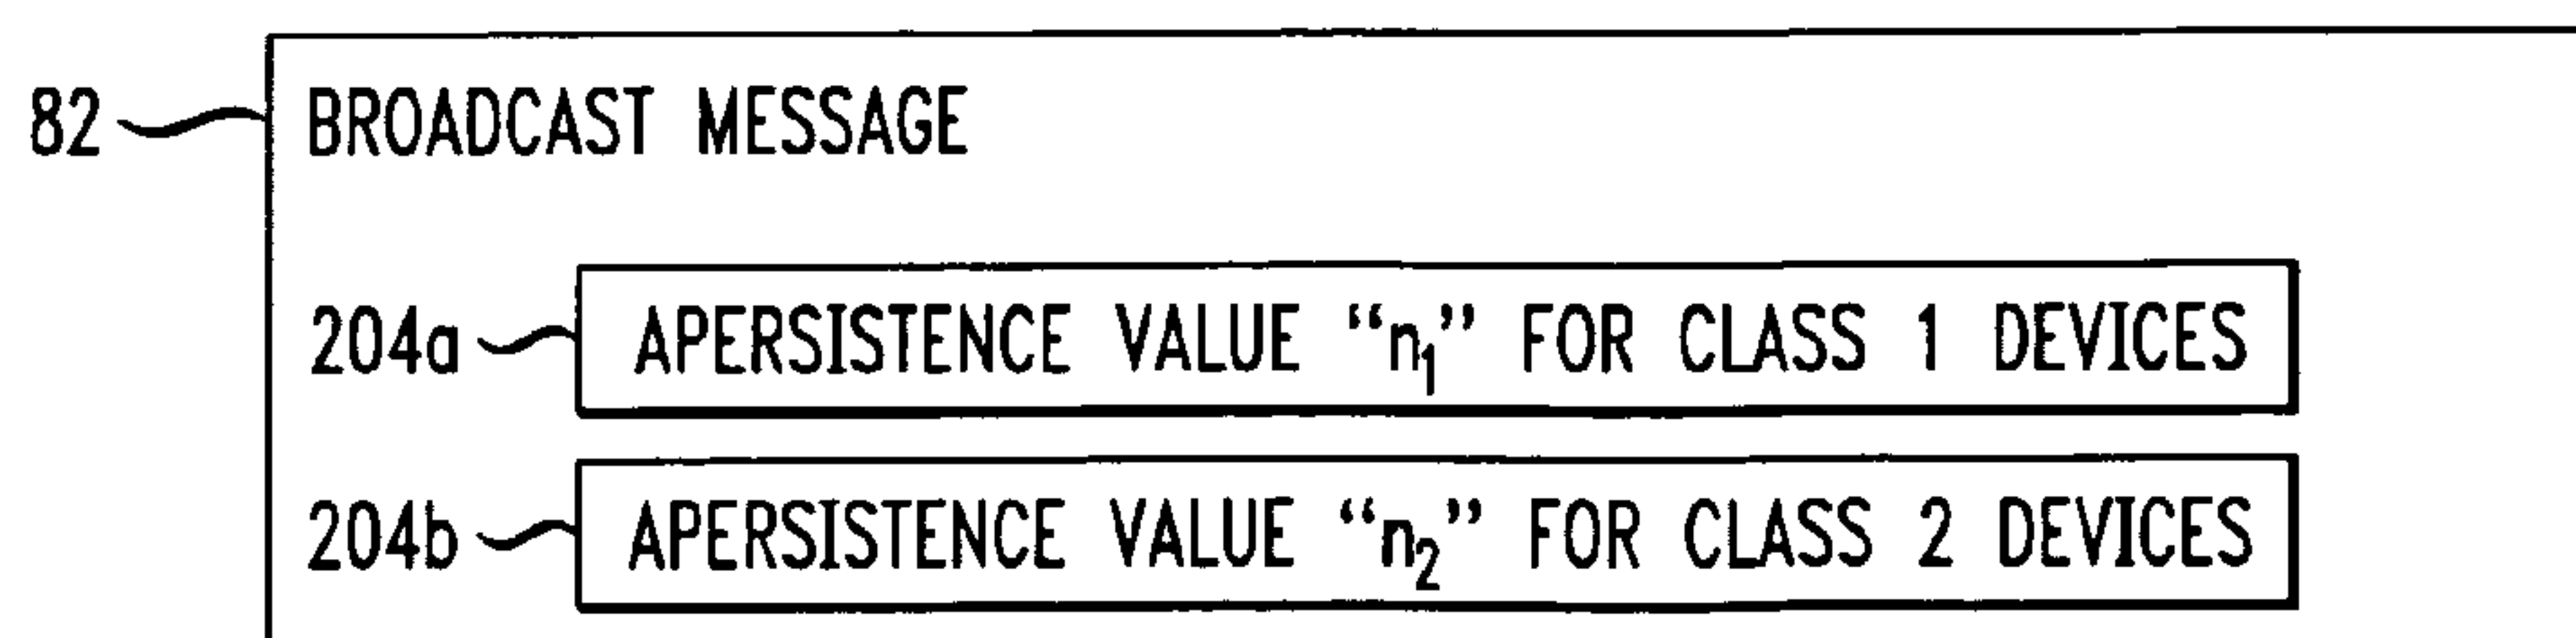 82 BROADCAST MESSAGE
204a APERSISTENCE VALUE “n₁” FOR CLASS 1 DEVICES
204b APERSISTENCE VALUE “n₂” FOR CLASS 2 DEVICES